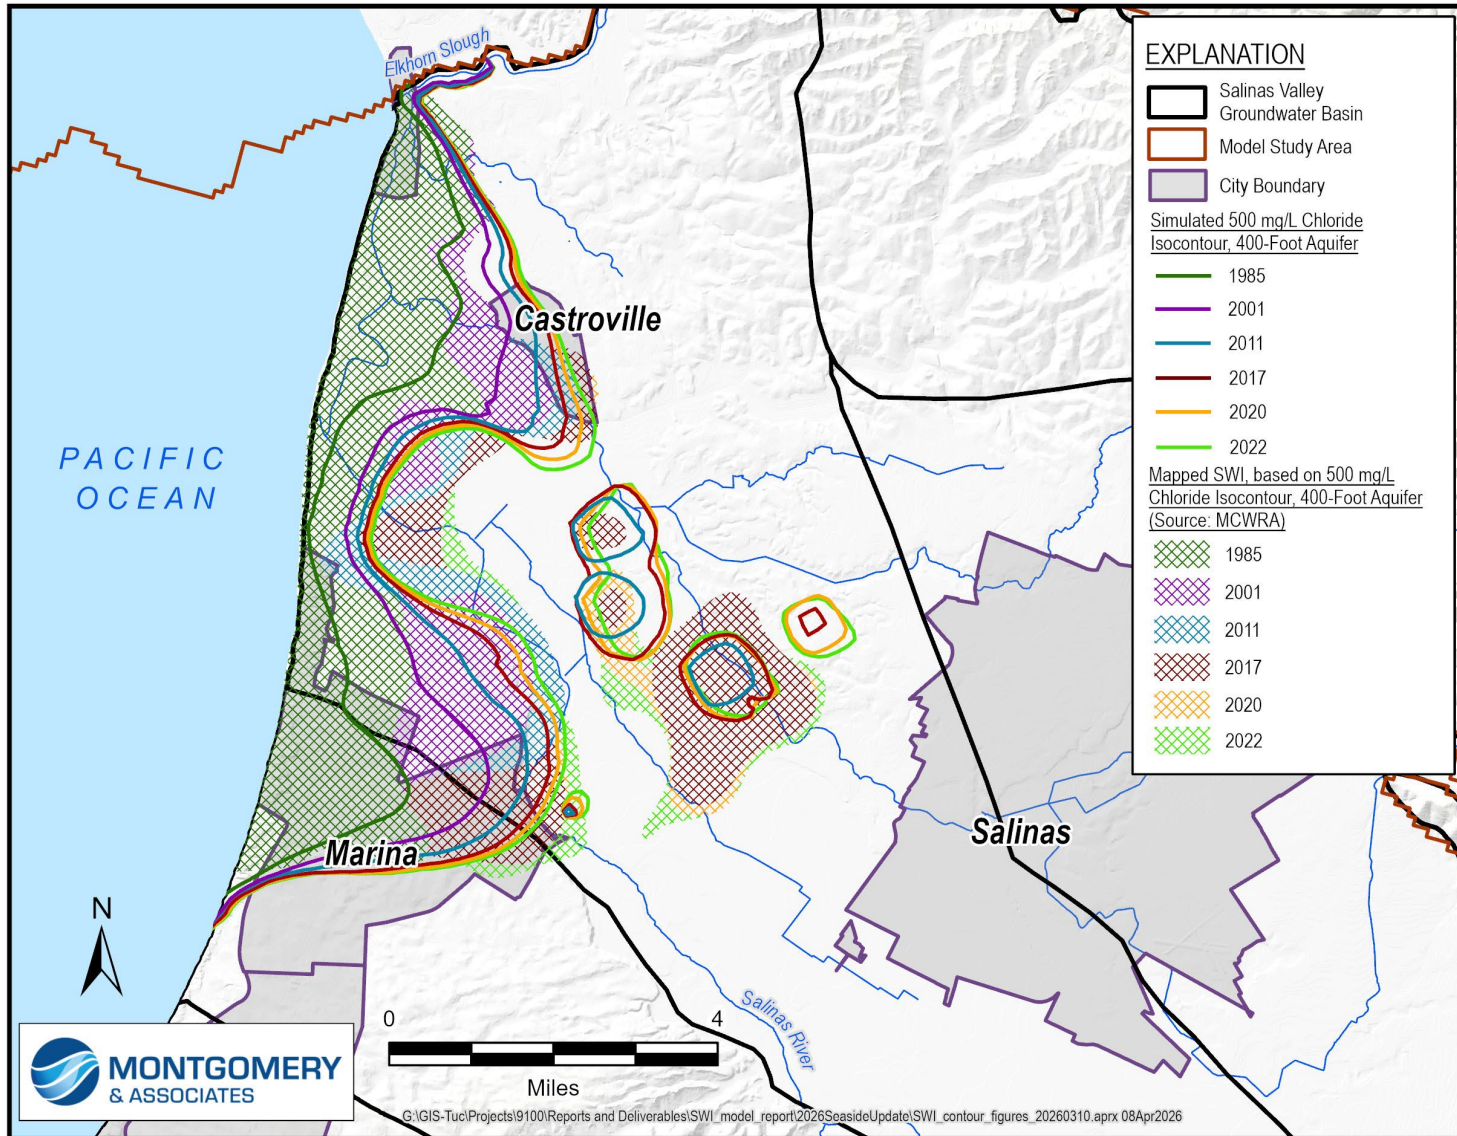 Elkhorn Slough
Castroville
PACIFIC
OCEAN
Marina
Salinas
Salinas River
N
0
4
Miles
EXPLANATION
Salinas Valley
Groundwater Basin
Model Study Area
City Boundary
Simulated 500 mg/L Chloride
Isocontour, 400-Foot Aquifer
1985
2001
2011
2017
2020
2022
Mapped SWI, based on 500 mg/L
Chloride Isocontour, 400-Foot Aquifer
(Source: MCWRA)
1985
2001
2011
2017
2020
2022
MONTGOMERY
& ASSOCIATES
G:\GIS-Tuc\Projects\9100\Reports and Deliverables\SWI_model_report\2026SeasideUpdate\SWI_contour_figures_20260310.aprx 08Apr2026